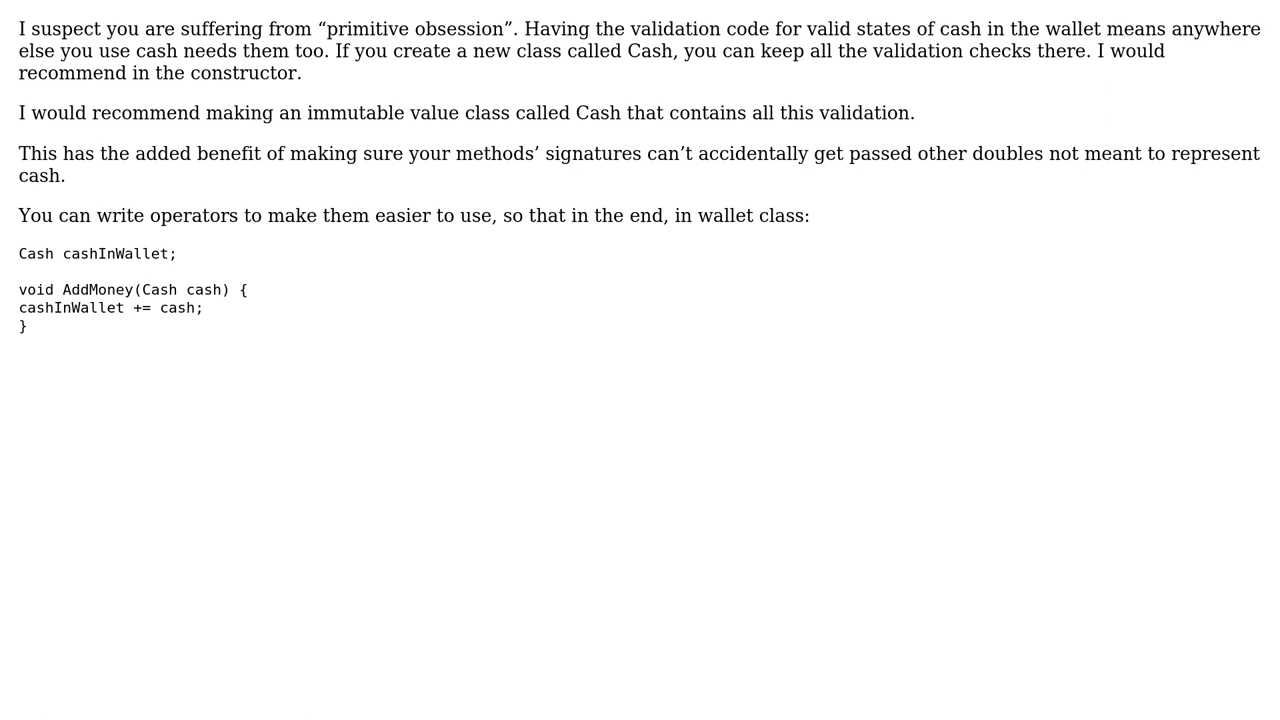 I suspect you are suffering from “primitive obsession”. Having the validation code for valid states of cash in the wallet means anywhere
else you use cash needs them too. If you create a new class called Cash, you can keep all the validation checks there. I would
recommend in the constructor.
I would recommend making an immutable value class called Cash that contains all this validation.
This has the added benefit of making sure your methods’ signatures can’t accidentally get passed other doubles not meant to represent
cash.
You can write operators to make them easier to use, so that in the end, in wallet class:
Cash cashInWallet;
void AddMoney(Cash cash) {
cashInWallet += cash;
}